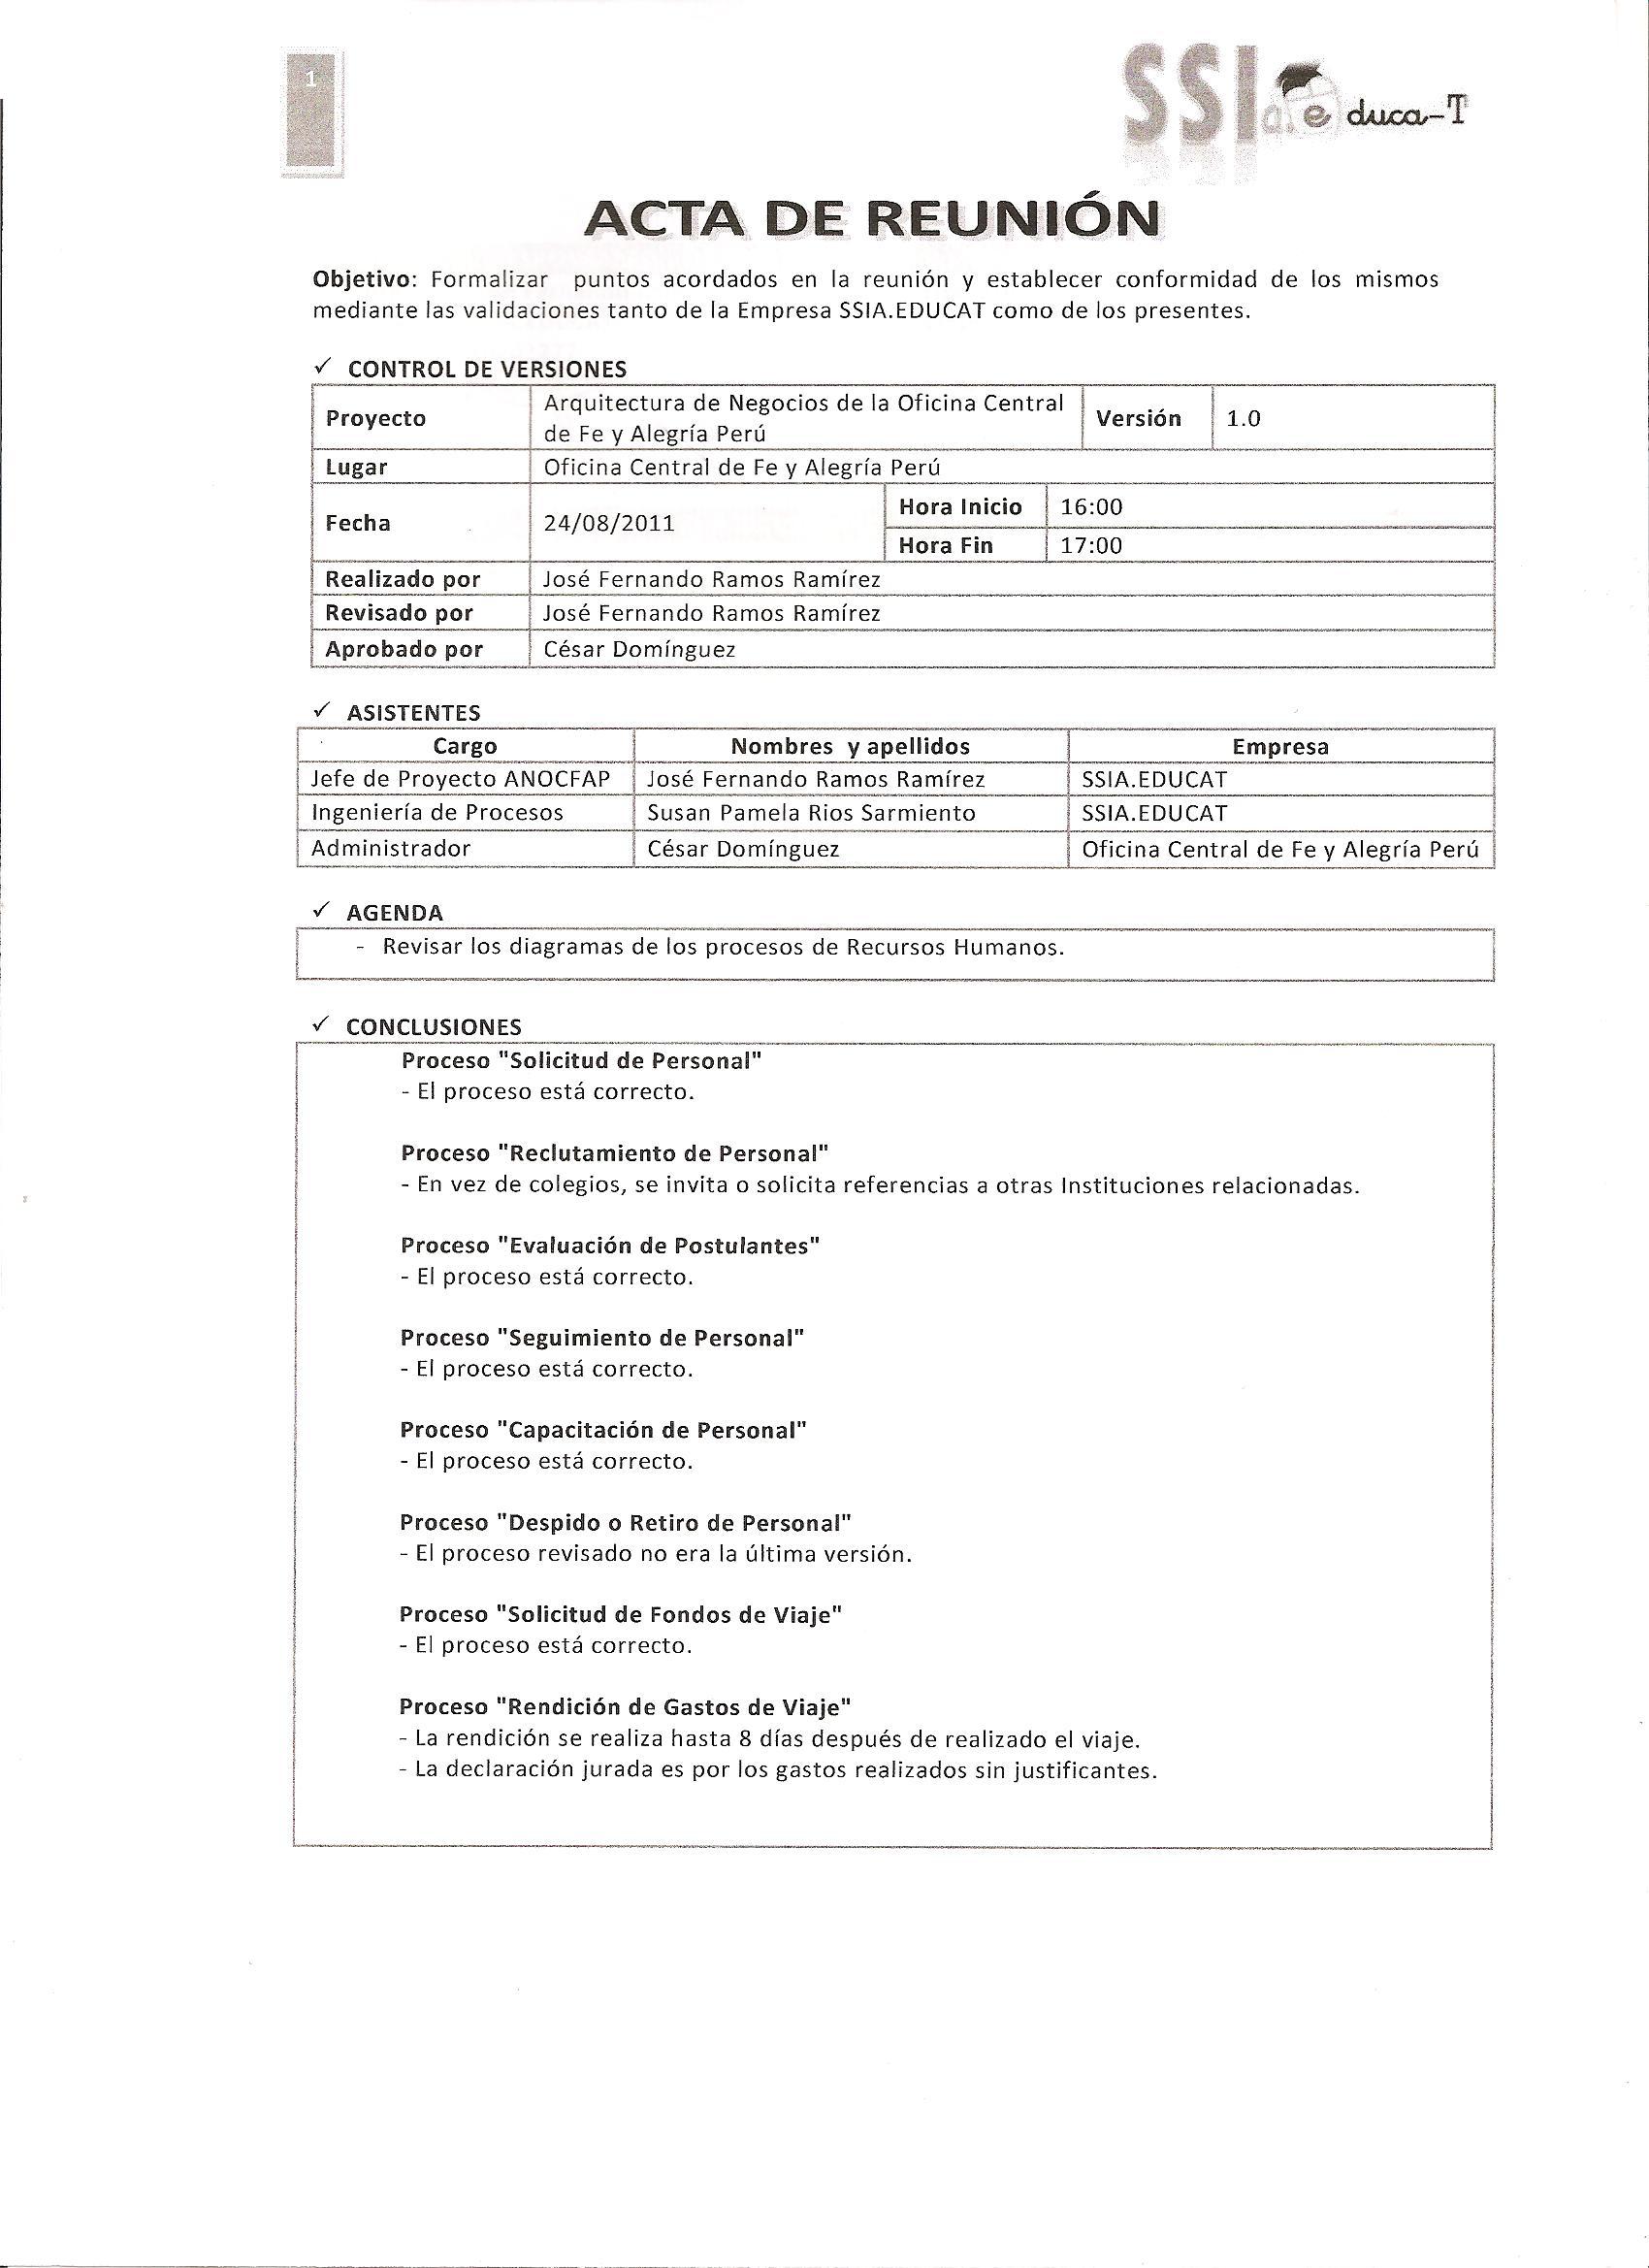 1
SSIa.educa-T
ACTA DE REUNIÓN
Objetivo: Formalizar puntos acordados en la reunión y establecer conformidad de los mismos
mediante las validaciones tanto de la Empresa SSIA.EDUCAT como de los presentes.
✓ CONTROL DE VERSIONES
Proyecto Arquitectura de Negocios de la Oficina Central de Fe y Alegría Perú Versión 1.0
Lugar Oficina Central de Fe y Alegría Perú
Fecha 24/08/2011 Hora Inicio 16:00
Hora Fin 17:00
Realizado por José Fernando Ramos Ramírez
Revisado por José Fernando Ramos Ramírez
Aprobado por César Domínguez
✓ ASISTENTES
Cargo Nombres y apellidos Empresa
Jefe de Proyecto ANOCFAP José Fernando Ramos Ramírez SSIA.EDUCAT
Ingeniería de Procesos Susan Pamela Rios Sarmiento SSIA.EDUCAT
Administrador César Domínguez Oficina Central de Fe y Alegría Perú
✓ AGENDA
- Revisar los diagramas de los procesos de Recursos Humanos.
✓ CONCLUSIONES
Proceso "Solicitud de Personal"
- El proceso está correcto.
Proceso "Reclutamiento de Personal"
- En vez de colegios, se invita o solicita referencias a otras Instituciones relacionadas.
Proceso "Evaluación de Postulantes"
- El proceso está correcto.
Proceso "Seguimiento de Personal"
- El proceso está correcto.
Proceso "Capacitación de Personal"
- El proceso está correcto.
Proceso "Despido o Retiro de Personal"
- El proceso revisado no era la última versión.
Proceso "Solicitud de Fondos de Viaje"
- El proceso está correcto.
Proceso "Rendición de Gastos de Viaje"
- La rendición se realiza hasta 8 días después de realizado el viaje.
- La declaración jurada es por los gastos realizados sin justificantes.